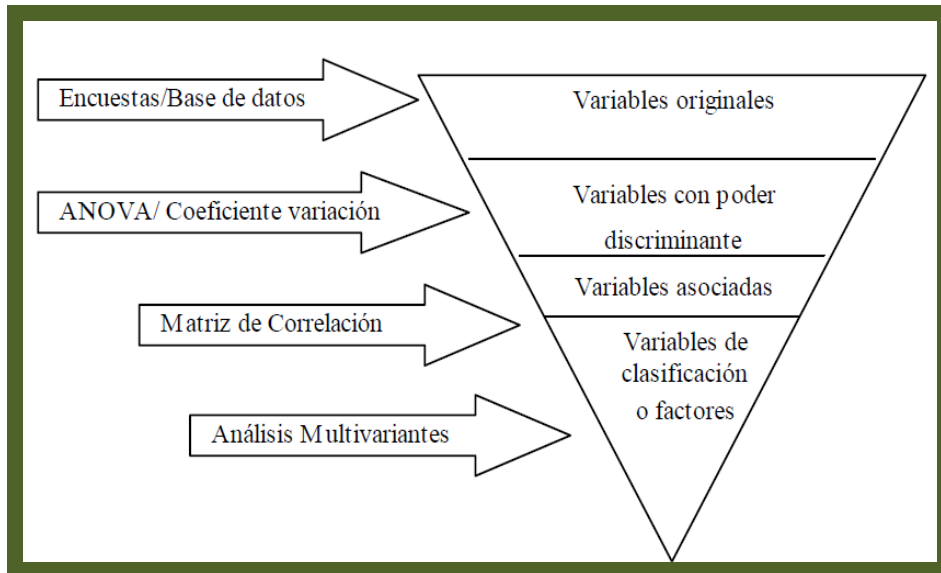 Encuestas/Base de datos
Variables originales
ANOVA/ Coeficiente variación
Variables con poder
discriminante
Matriz de Correlación
Variables asociadas
Análisis Multivariantes
Variables de
clasificación
o factores